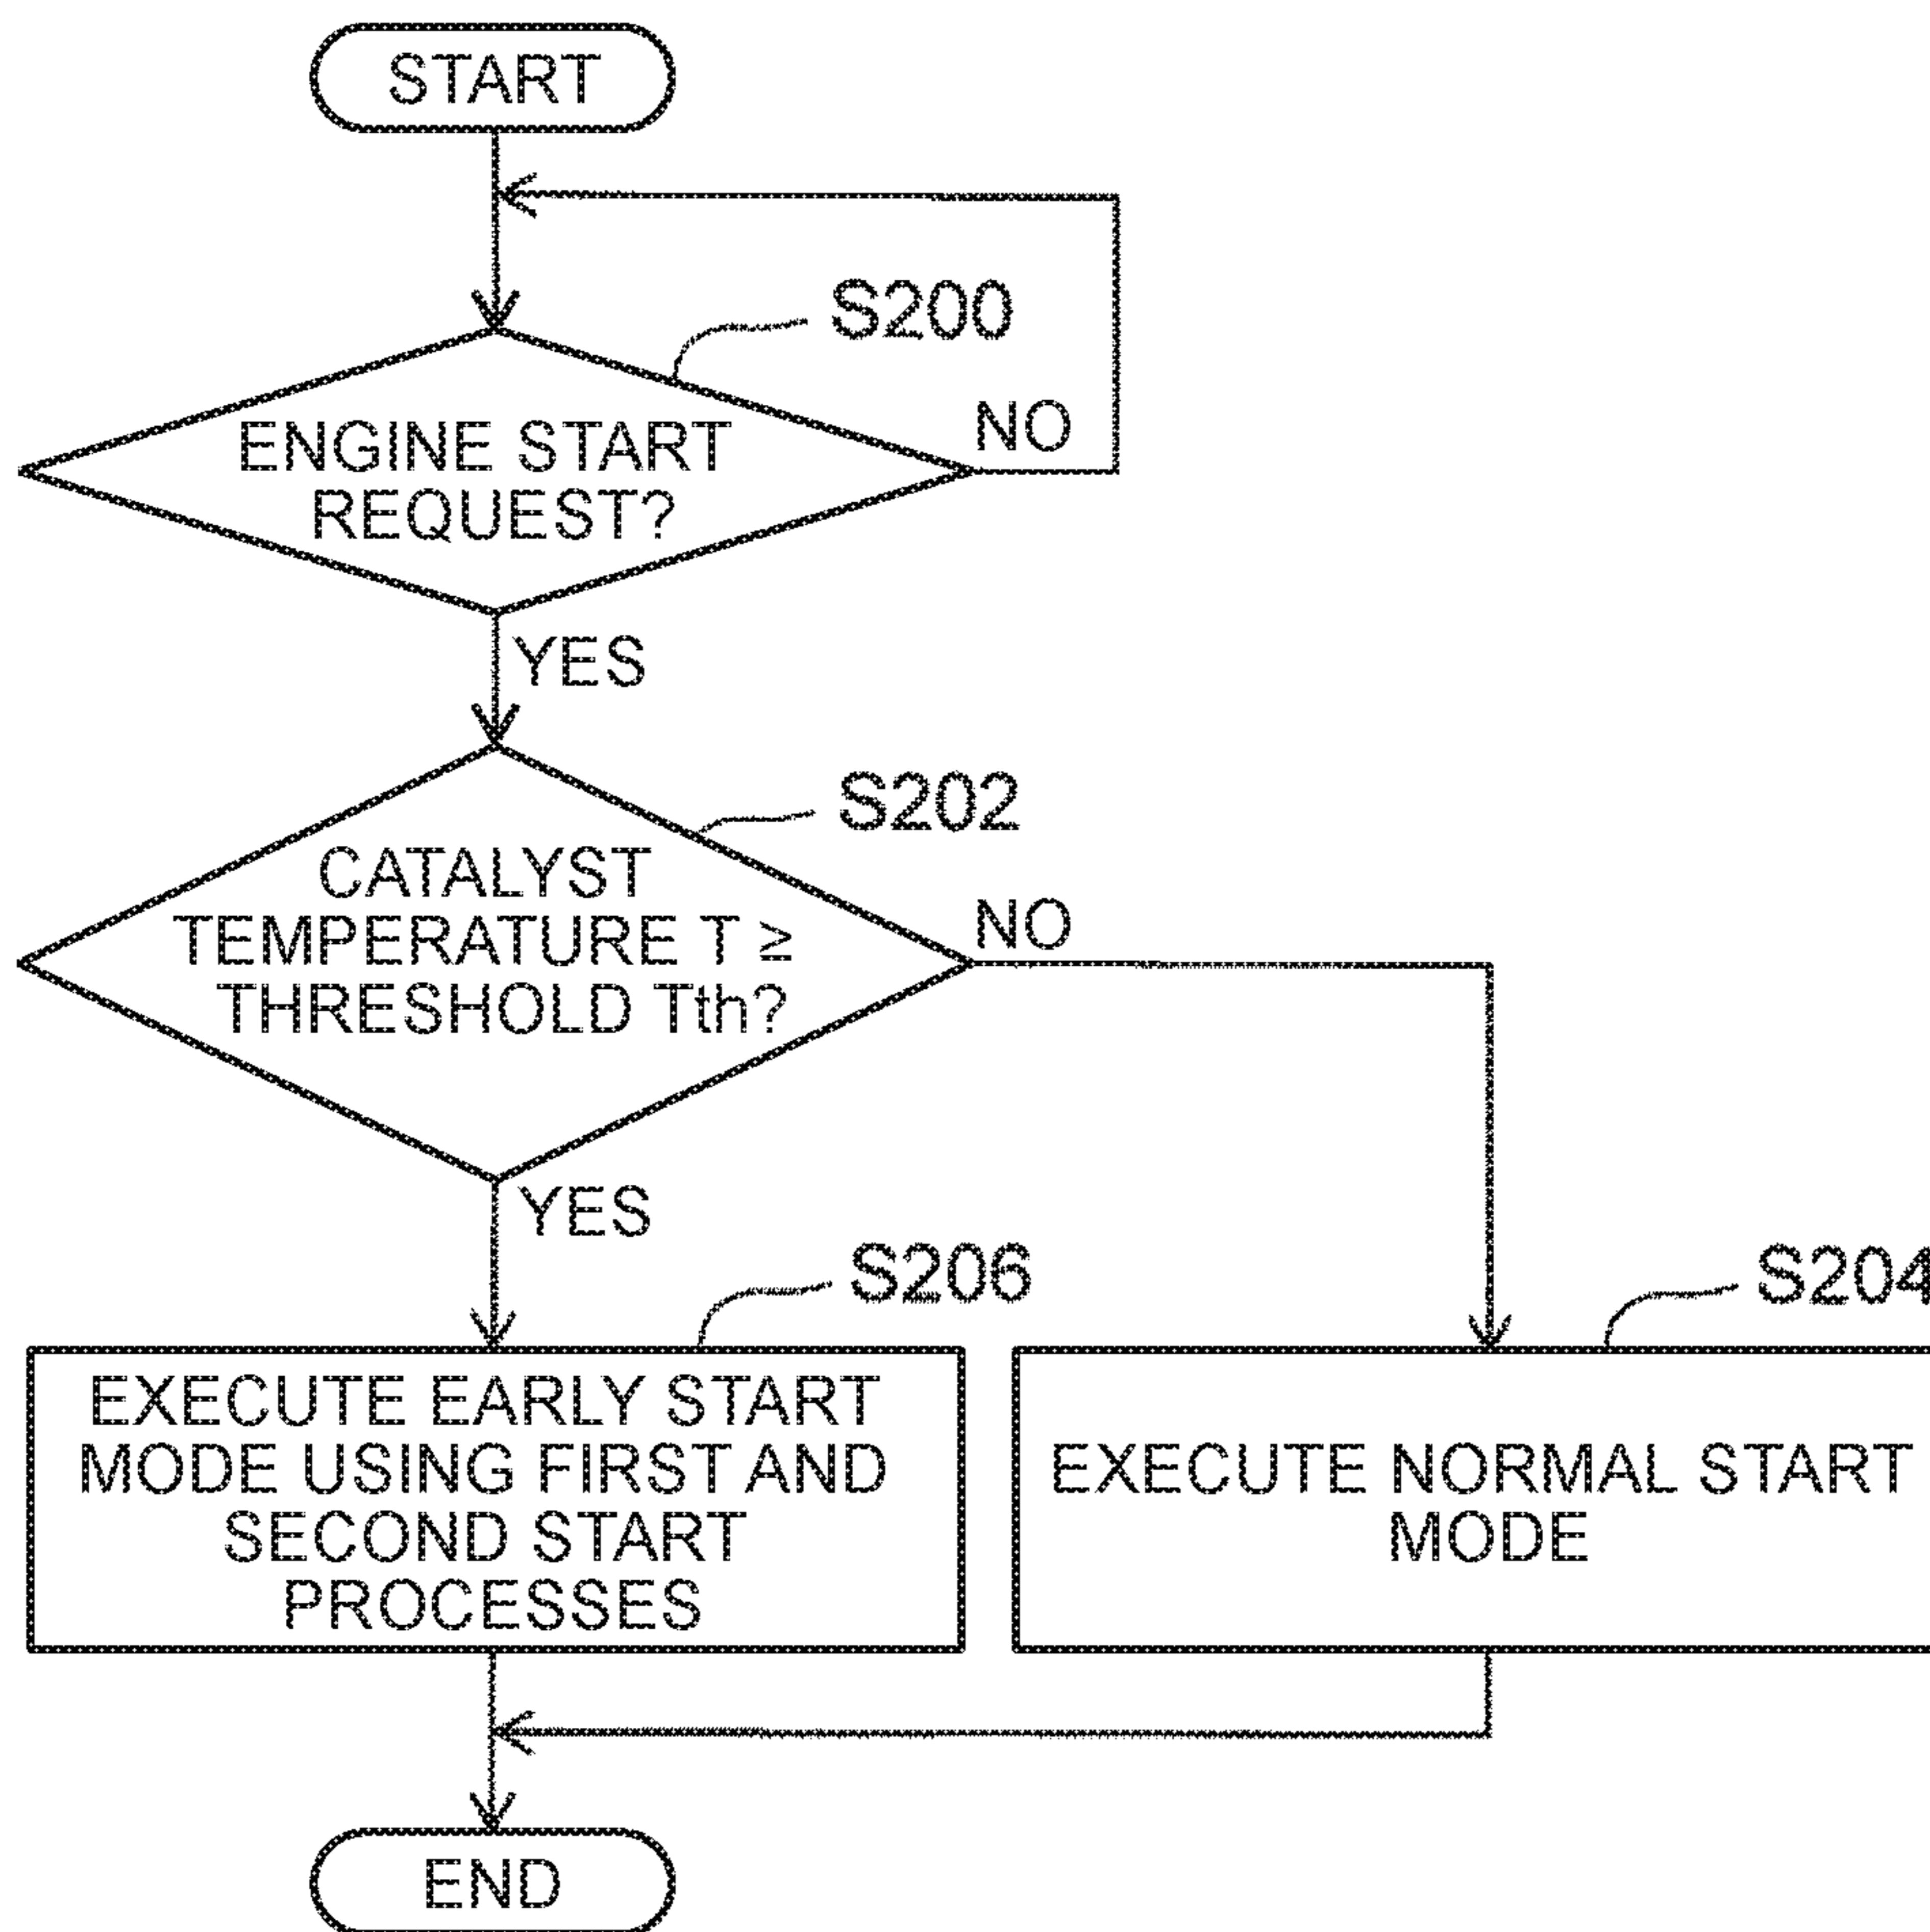 START
S200
ENGINE START
REQUEST?
NO
YES
S202
CATALYST
TEMPERATURE T ≥
THRESHOLD Tth?
NO
YES
S206
EXECUTE EARLY START
MODE USING FIRST AND
SECOND START
PROCESSES
S204
EXECUTE NORMAL START
MODE
END